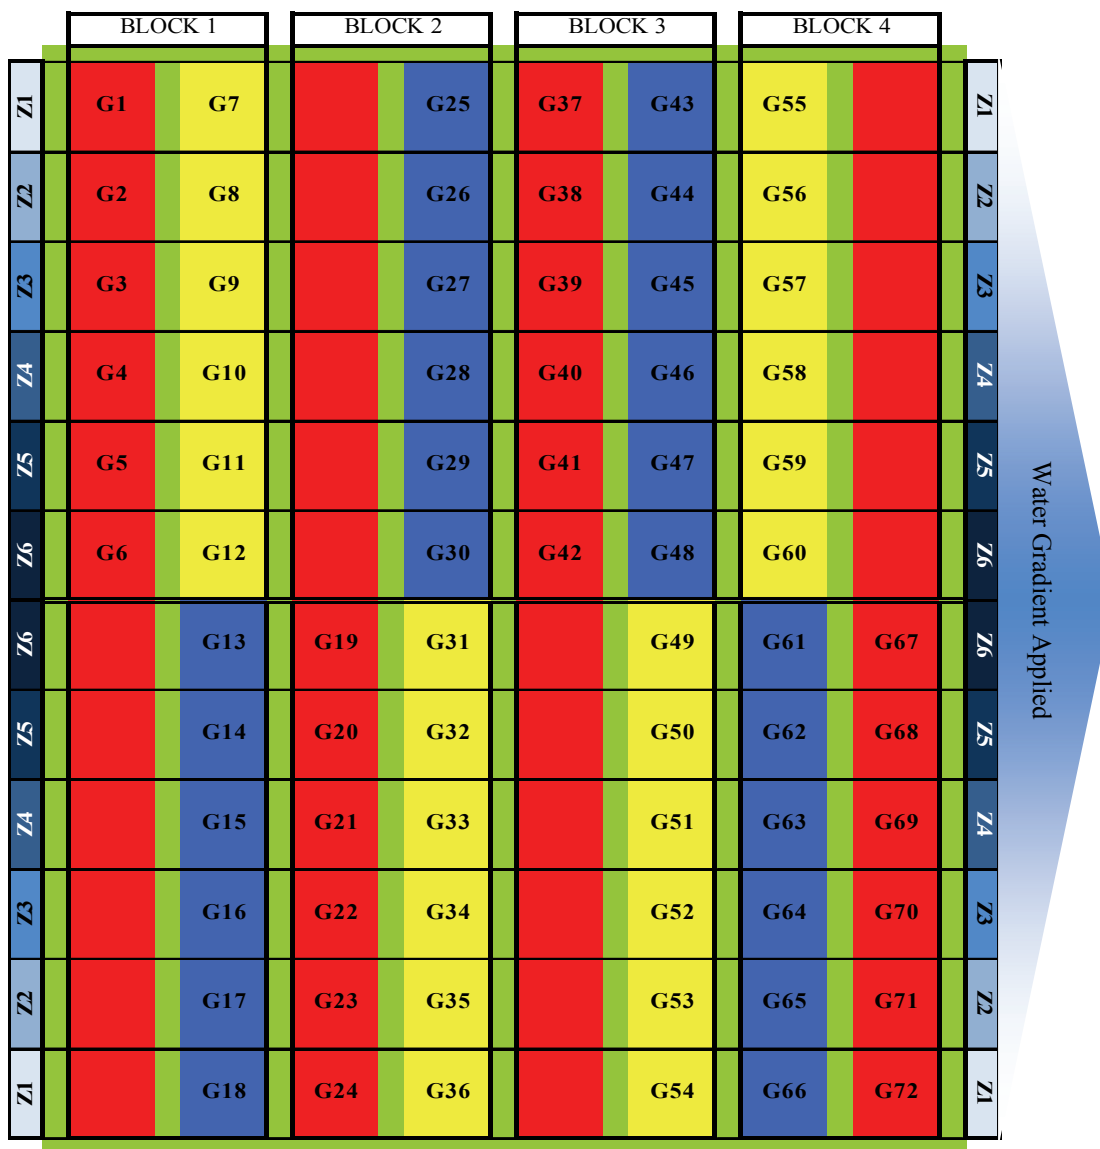 BLOCK 1 BLOCK 2 BLOCK 3 BLOCK 4
Z1 G1 G7 G25 G37 G43 G55 Z1
Z2 G2 G8 G26 G38 G44 G56 Z2
Z3 G3 G9 G27 G39 G45 G57 Z3
Z4 G4 G10 G28 G40 G46 G58 Z4
Z5 G5 G11 G29 G41 G47 G59 Z5
Z6 G6 G12 G30 G42 G48 G60 Z6
Z6 G13 G19 G31 G49 G61 G67 Z6
Z5 G14 G20 G32 G50 G62 G68 Z5
Z4 G15 G21 G33 G51 G63 G69 Z4
Z3 G16 G22 G34 G52 G64 G70 Z3
Z2 G17 G23 G35 G53 G65 G71 Z2
Z1 G18 G24 G36 G54 G66 G72 Z1
Water Gradient Applied